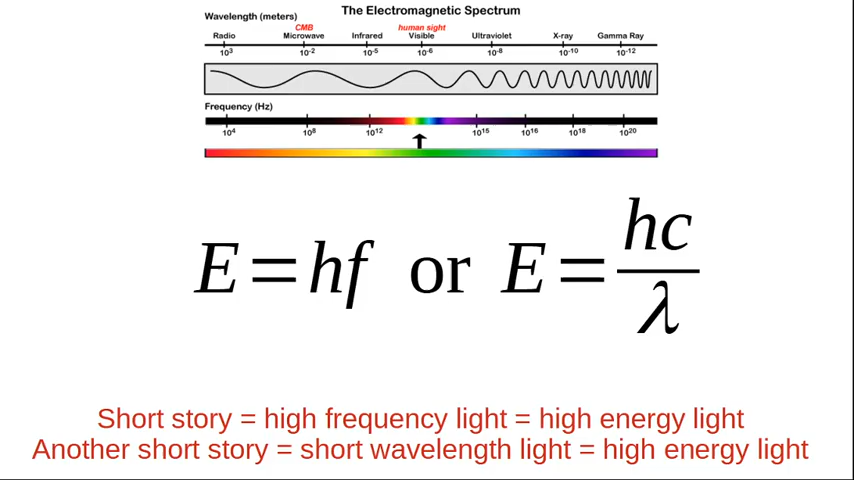 The Electromagnetic Spectrum
Wavelength (meters)
CMB human sight
Radio Microwave Infrared Visible Ultraviolet X-ray Gamma Ray
10³ 10⁻² 10⁻⁵ 10⁻⁶ 10⁻⁸ 10⁻¹⁰ 10⁻¹²
Frequency (Hz)
10⁴ 10⁸ 10¹² 10¹⁵ 10¹⁶ 10¹⁸ 10²⁰
E=hf or E=hc/λ
Short story = high frequency light = high energy light
Another short story = short wavelength light = high energy light